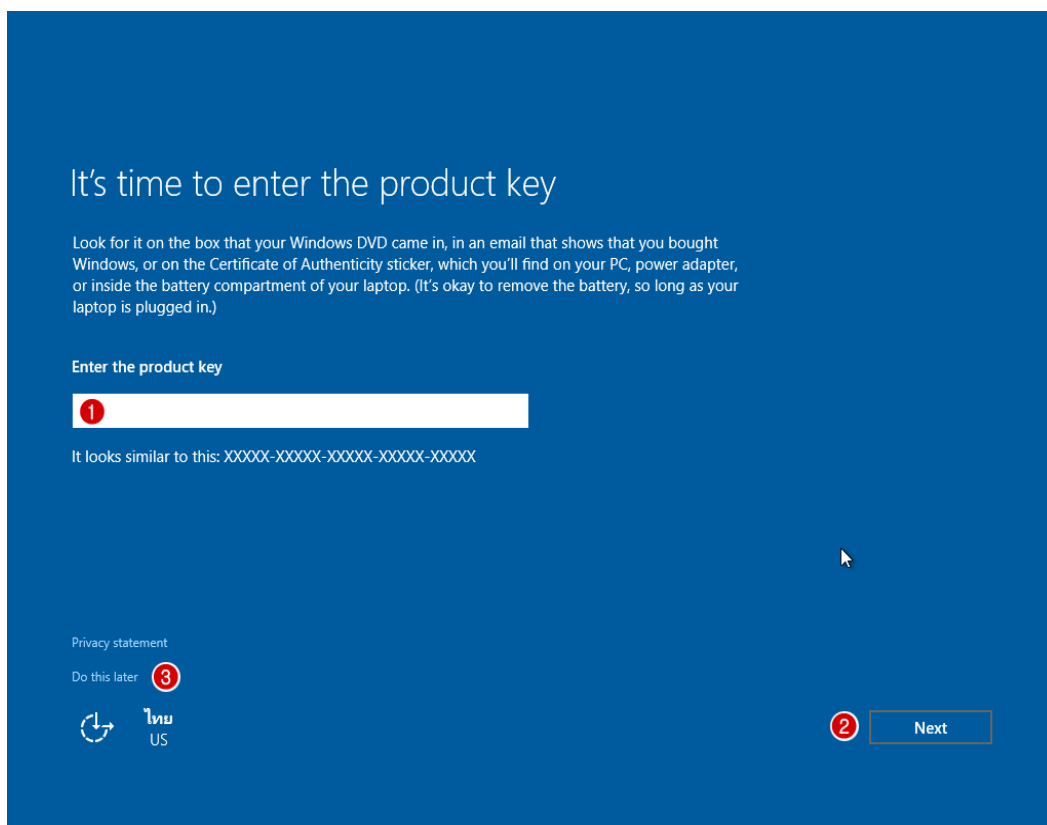 It's time to enter the product key
Look for it on the box that your Windows DVD came in, in an email that shows that you bought
Windows, or on the Certificate of Authenticity sticker, which you'll find on your PC, power adapter,
or inside the battery compartment of your laptop. (It's okay to remove the battery, so long as your
laptop is plugged in.)
Enter the product key
1
It looks similar to this: XXXXX-XXXXX-XXXXX-XXXXX-XXXXX
Privacy statement
Do this later 3
ไทย
US
2 Next